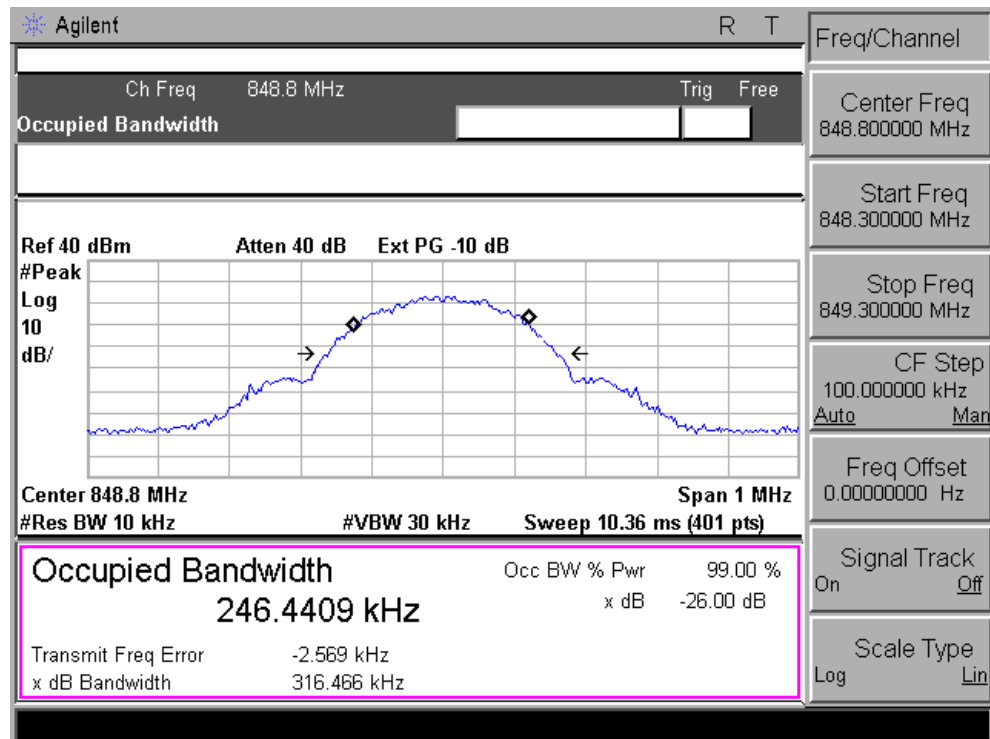 Agilent
R T
Freq/Channel
Ch Freq 848.8 MHz Trig Free
Occupied Bandwidth
Center Freq
848.800000 MHz
Start Freq
848.300000 MHz
Stop Freq
849.300000 MHz
CF Step
100.000000 kHz
Auto Man
Freq Offset
0.00000000 Hz
Signal Track
On Off
Scale Type
Log Lin
Ref 40 dBm Atten 40 dB Ext PG -10 dB
#Peak
Log
10
dB/
Center 848.8 MHz Span 1 MHz
#Res BW 10 kHz #VBW 30 kHz Sweep 10.36 ms (401 pts)
Occupied Bandwidth
246.4409 kHz
Occ BW % Pwr 99.00 %
x dB -26.00 dB
Transmit Freq Error -2.569 kHz
x dB Bandwidth 316.466 kHz